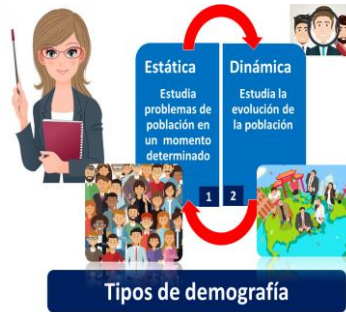 Estática
Estudia
problemas de
población en
un momento
determinado
1
Dinámica
Estudia la
evolución de
la población
2
Tipos de demografía